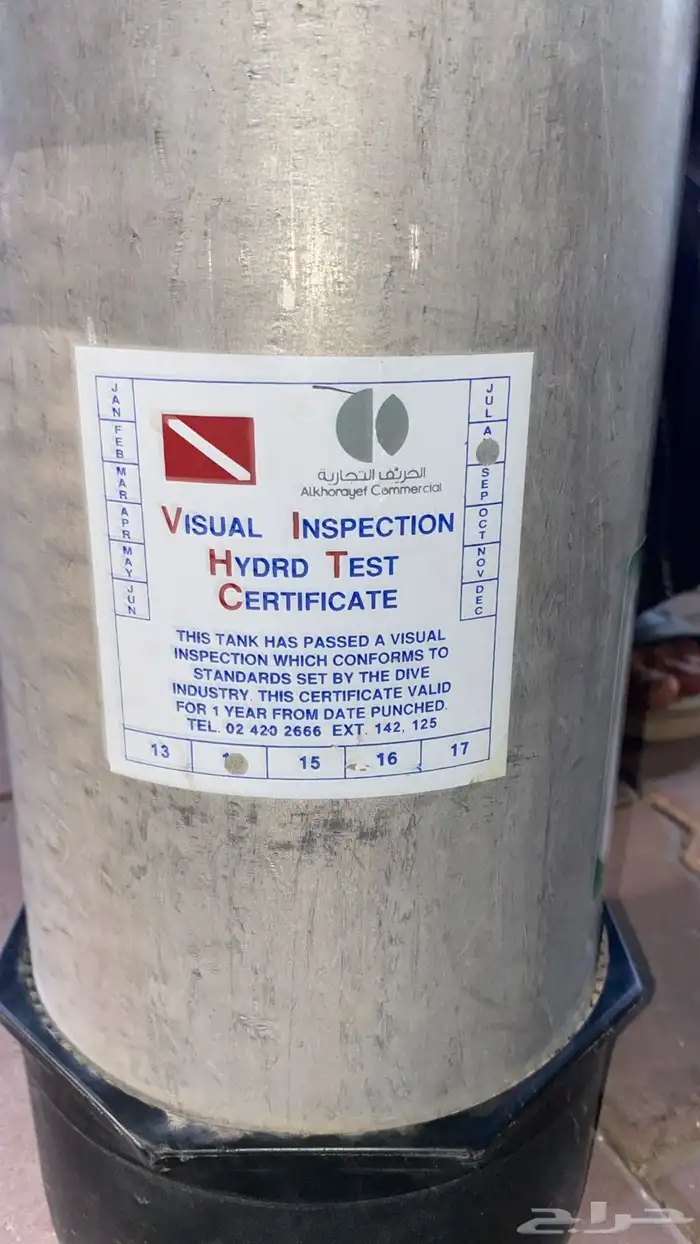 JAN
FEB
MAR
APR
MAY
JUN
JUL
A
SEP
OCT
NOV
DEC
الخريّف التجارية
Alkhorayef Commercial
VISUAL INSPECTION
HYDRD TEST
CERTIFICATE
THIS TANK HAS PASSED A VISUAL
INSPECTION WHICH CONFORMS TO
STANDARDS SET BY THE DIVE
INDUSTRY. THIS CERTIFICATE VALID
FOR 1 YEAR FROM DATE PUNCHED.
TEL. 02 420 2666 EXT. 142, 125
13 15 16 17
حراج